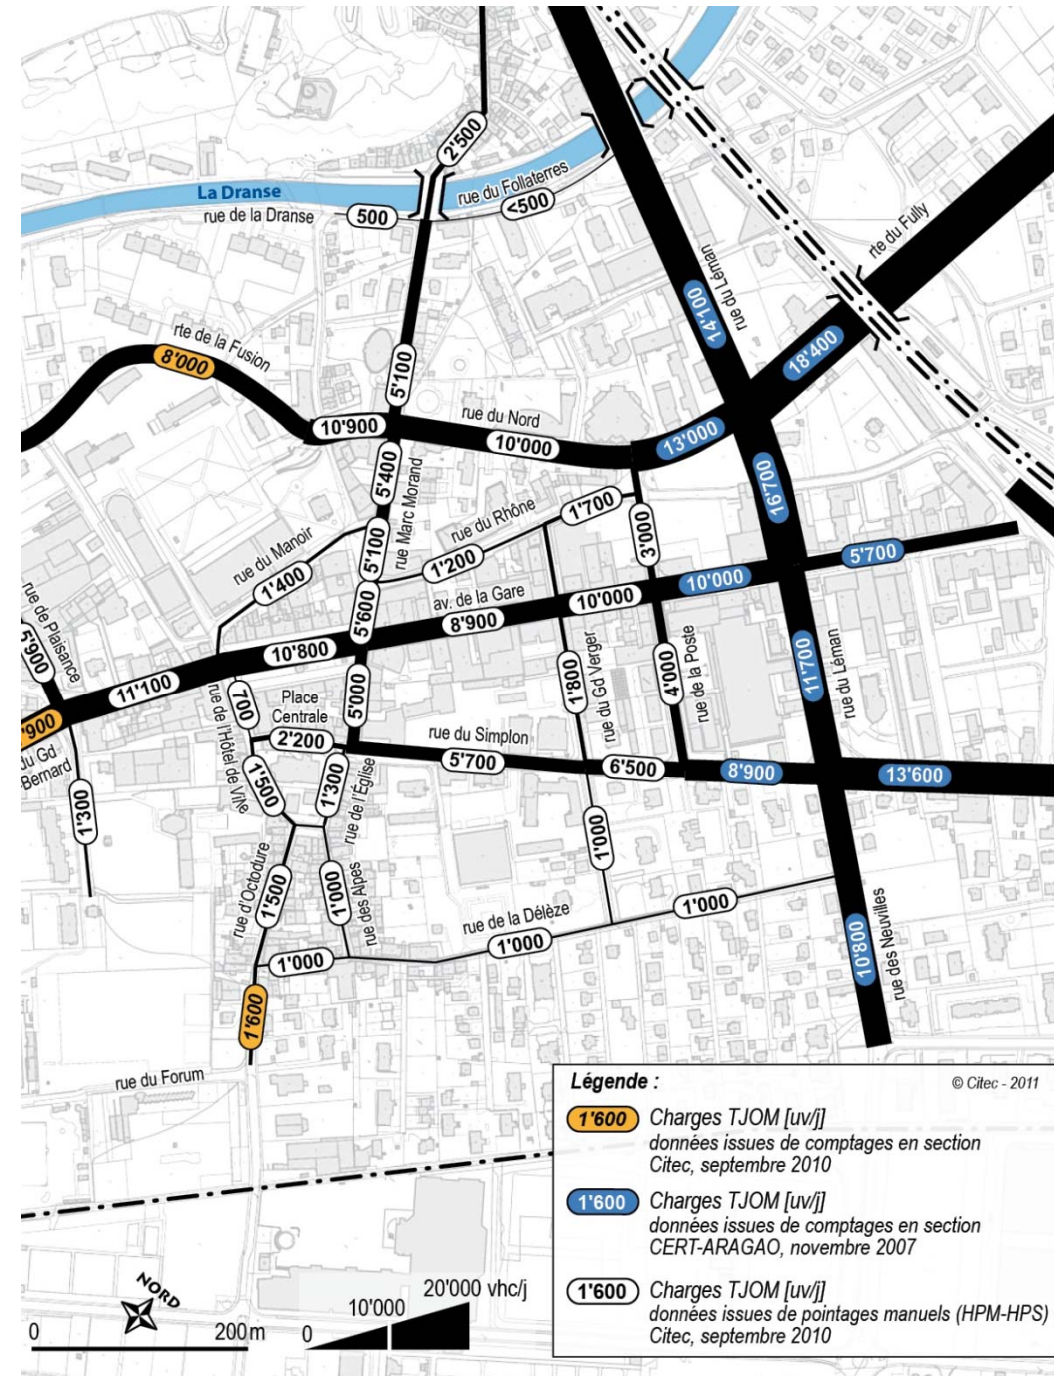 2'500
La Dranse
rue du Follaterres
rue de la Dranse
500
<500
rte du Fully
rue du Léman
14'100
rte de la Fusion
8'000
5'100
18'400
10'900
rue du Nord
10'000
13'000
5'400
rue Marc Morand
16'700
1'700
rue du Rhône
3'000
rue du Manoir
5'100
1'200
1'400
av. de la Gare
10'000
5'700
rue de Plaisance
5'900
5'600
8'900
10'000
10'800
11'100
1'800
rue du Gd Verger
4'000
rue de la Poste
11'700
rue du Léman
700
Place
Centrale
5'000
'900
du Gd
Bernard
rue de l'Hôtel de Ville
2'200
rue du Simplon
5'700
6'500
8'900
13'600
1'300
1'500
1'300
rue de l'Église
1'000
rue d'Octodure
1'500
1'000
rue des Alpes
rue de la Délèze
1'000
1'000
1'000
10'800
rue des Neuvilles
1'600
rue du Forum
Légende :
© Citec - 2011
1'600
Charges TJOM [uv/j]
données issues de comptages en section
Citec, septembre 2010
1'600
Charges TJOM [uv/j]
données issues de comptages en section
CERT-ARAGAO, novembre 2007
1'600
Charges TJOM [uv/j]
données issues de pointages manuels (HPM-HPS)
Citec, septembre 2010
NORD
0
200m
0
10'000
20'000 vhc/j